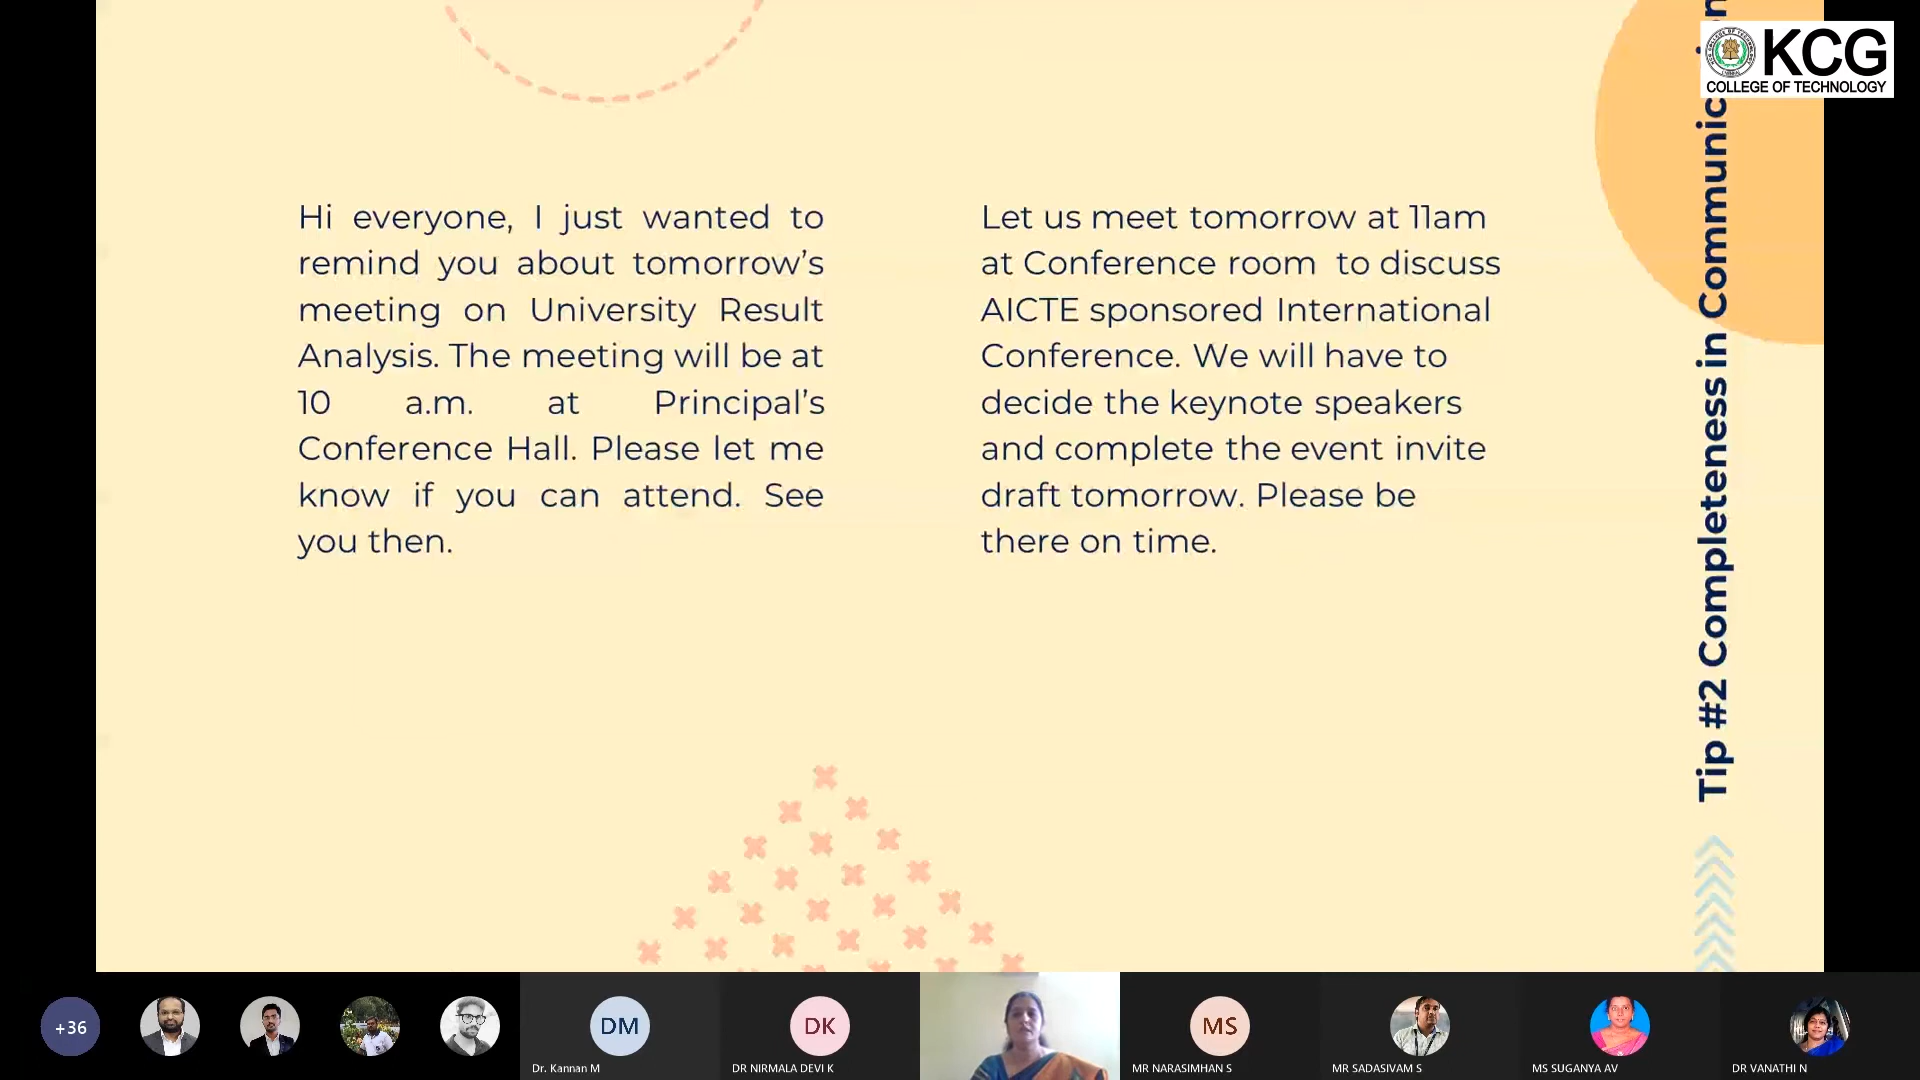 Hi everyone, I just wanted to
remind you about tomorrow’s
meeting on University Result
Analysis. The meeting will be at
10 a.m. at Principal’s
Conference Hall. Please let me
know if you can attend. See
you then.
Let us meet tomorrow at 11am
at Conference room to discuss
AICTE sponsored International
Conference. We will have to
decide the keynote speakers
and complete the event invite
draft tomorrow. Please be
there on time.
Tip #2 Completeness in Communic on
KCG
COLLEGE OF TECHNOLOGY
+36
DM
Dr. Kannan M
DK
DR NIRMALA DEVI K
MS
MR NARASIMHAN S
MR SADASIVAM S
MS SUGANYA AV
DR VANATHI N